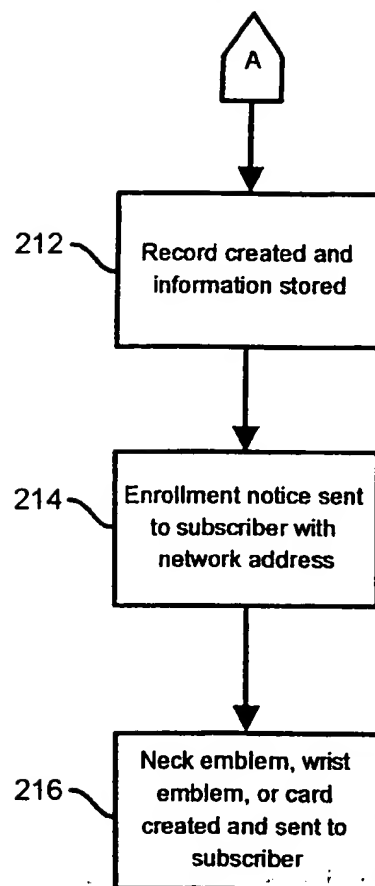 A
212
Record created and
information stored
214
Enrollment notice sent
to subscriber with
network address
216
Neck emblem, wrist
emblem, or card
created and sent to
subscriber